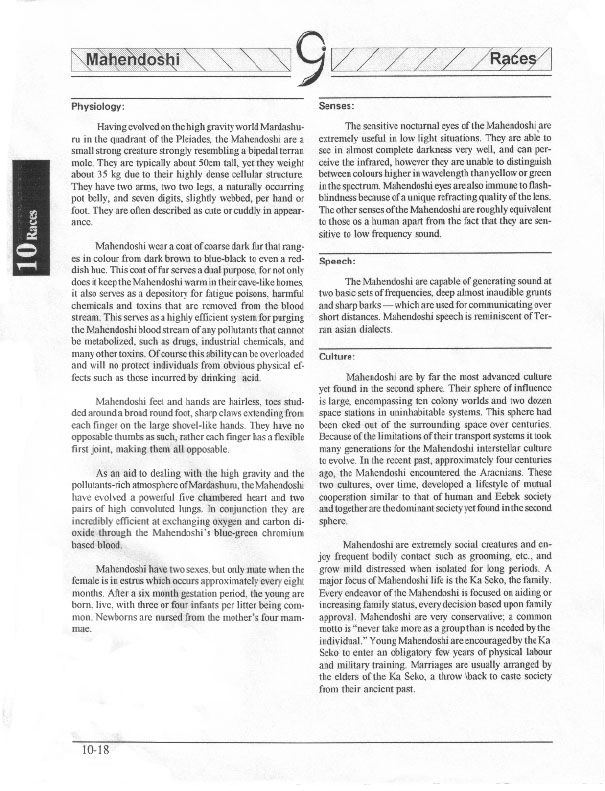 Mahendoshi
9
Races
Physiology:
Having evolved on the high gravity world Mardashu-
ru in the quadrant of the Pleiades, the Mahendoshi are a
small strong creature strongly resembling a bipedal terran
mole. They are typically about 50cm tall, yet they weight
about 35 kg due to their highly dense cellular structure.
They have two arms, two two legs, a naturally occurring
pot belly, and seven digits, slightly webbed, per hand or
foot. They are often described as cute or cuddly in appear-
ance.
Mahendoshi wear a coat of coarse dark fur that rang-
es in colour from dark brown to blue-black to even a red-
dish hue. This coat of fur serves a dual purpose, for not only
does it keep the Mahendoshi warm in their cave-like homes,
it also serves as a depository for fatigue poisons, harmful
chemicals and toxins that are removed from the blood
stream. This serves as a highly efficient system for purging
the Mahendoshi blood stream of any pollutants that cannot
be metabolized, such as drugs, industrial chemicals, and
many other toxins. Of course this ability can be overloaded
and will no protect individuals from obvious physical ef-
fects such as those incurred by drinking acid.
Mahendoshi feet and hands are hairless, toes stud-
ded around a broad round foot, sharp claws extending from
each finger on the large shovel-like hands. They have no
opposable thumbs as such, rather each finger has a flexible
first joint, making them all opposable.
As an aid to dealing with the high gravity and the
pollutants-rich atmosphere of Mardashuru, the Mahendoshi
have evolved a powerful five chambered heart and two
pairs of high convoluted lungs. In conjunction they are
incredibly efficient at exchanging oxygen and carbon di-
oxide through the Mahendoshi's blue-green chromium
based blood.
Mahendoshi have two sexes, but only mate when the
female is in estrus which occurs approximately every eight
months. After a six month gestation period, the young are
born, live, with three or four infants per litter being com-
mon. Newborns are nursed from the mother's four mam-
mae.
Senses:
The sensitive nocturnal eyes of the Mahendoshi are
extremely useful in low light situations. They are able to
see in almost complete darkness very well, and can per-
ceive the infrared, however they are unable to distinguish
between colours higher in wavelength than yellow or green
in the spectrum. Mahendoshi eyes are also immune to flash-
blindness because of a unique refracting quality of the lens.
The other senses of the Mahendoshi are roughly equivalent
to those os a human apart from the fact that they are sen-
sitive to low frequency sound.
Speech:
The Mahendoshi are capable of generating sound at
two basic sets of frequencies, deep almost inaudible grunts
and sharp barks — which are used for communicating over
short distances. Mahendoshi speech is reminiscent of Ter-
ran asian dialects.
Culture:
Mahendoshi are by far the most advanced culture
yet found in the second sphere. Their sphere of influence
is large, encompassing ten colony worlds and two dozen
space stations in uninhabitable systems. This sphere had
been eked out of the surrounding space over centuries.
Because of the limitations of their transport systems it took
many generations for the Mahendoshi interstellar culture
to evolve. In the recent past, approximately four centuries
ago, the Mahendoshi encountered the Aracnians. These
two cultures, over time, developed a lifestyle of mutual
cooperation similar to that of human and Eebek society
and together are the dominant society yet found in the second
sphere.
Mahendoshi are extremely social creatures and en-
joy frequent bodily contact such as grooming, etc., and
grow mild distressed when isolated for long periods. A
major focus of Mahendoshi life is the Ka Seko, the family.
Every endeavor of the Mahendoshi is focused on aiding or
increasing family status, every decision based upon family
approval. Mahendoshi are very conservative; a common
motto is "never take more as a group than is needed by the
individual." Young Mahendoshi are encouraged by the Ka
Seko to enter an obligatory few years of physical labour
and military training. Marriages are usually arranged by
the elders of the Ka Seko, a throw \back to caste society
from their ancient past.
10 Races
10-18